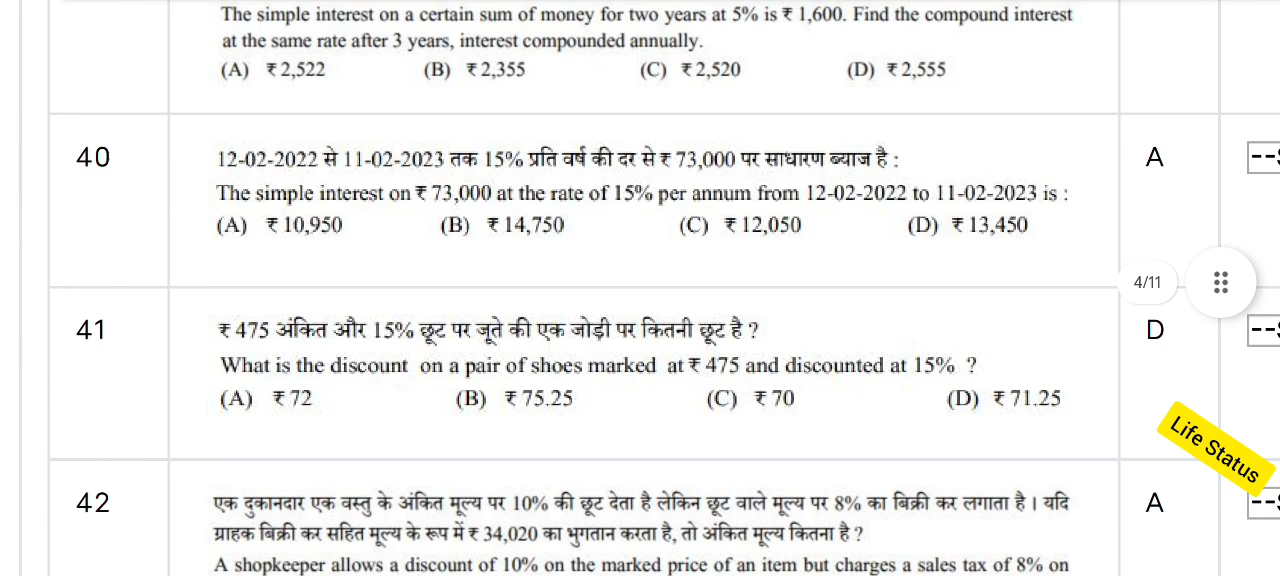 The simple interest on a certain sum of money for two years at 5% is ₹ 1,600. Find the compound interest
at the same rate after 3 years, interest compounded annually.
(A) ₹ 2,522 (B) ₹ 2,355 (C) ₹ 2,520 (D) ₹ 2,555
40
12-02-2022 से 11-02-2023 तक 15% प्रति वर्ष की दर से ₹ 73,000 पर साधारण ब्याज है :
A
--
The simple interest on ₹ 73,000 at the rate of 15% per annum from 12-02-2022 to 11-02-2023 is :
(A) ₹ 10,950 (B) ₹ 14,750 (C) ₹ 12,050 (D) ₹ 13,450
4/11
41
₹ 475 अंकित और 15% छूट पर जूते की एक जोड़ी पर कितनी छूट है ?
D
--
What is the discount on a pair of shoes marked at ₹ 475 and discounted at 15% ?
(A) ₹ 72 (B) ₹ 75.25 (C) ₹ 70 (D) ₹ 71.25
Life Status
42
एक दुकानदार एक वस्तु के अंकित मूल्य पर 10% की छूट देता है लेकिन छूट वाले मूल्य पर 8% का बिक्री कर लगाता है । यदि
A
--
ग्राहक बिक्री कर सहित मूल्य के रूप में ₹ 34,020 का भुगतान करता है, तो अंकित मूल्य कितना है ?
A shopkeeper allows a discount of 10% on the marked price of an item but charges a sales tax of 8% on